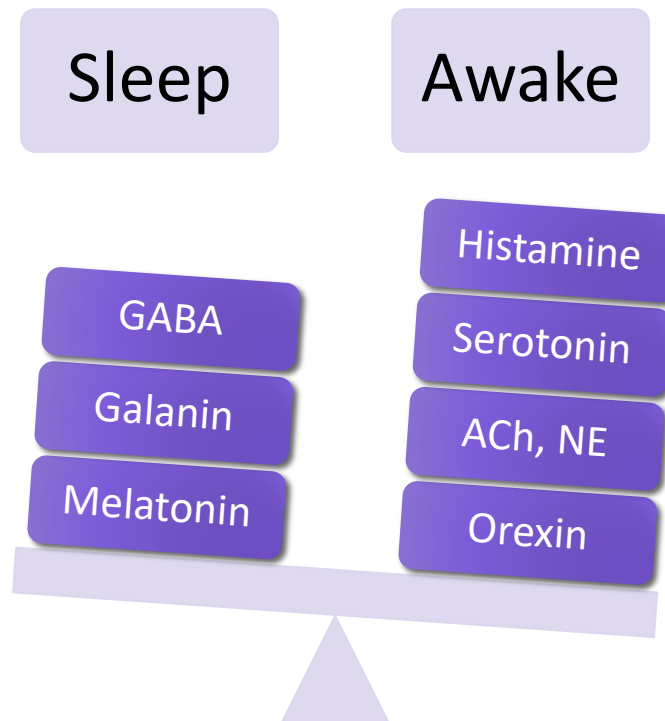 Sleep
Awake
GABA
Galanin
Melatonin
Histamine
Serotonin
ACh, NE
Orexin